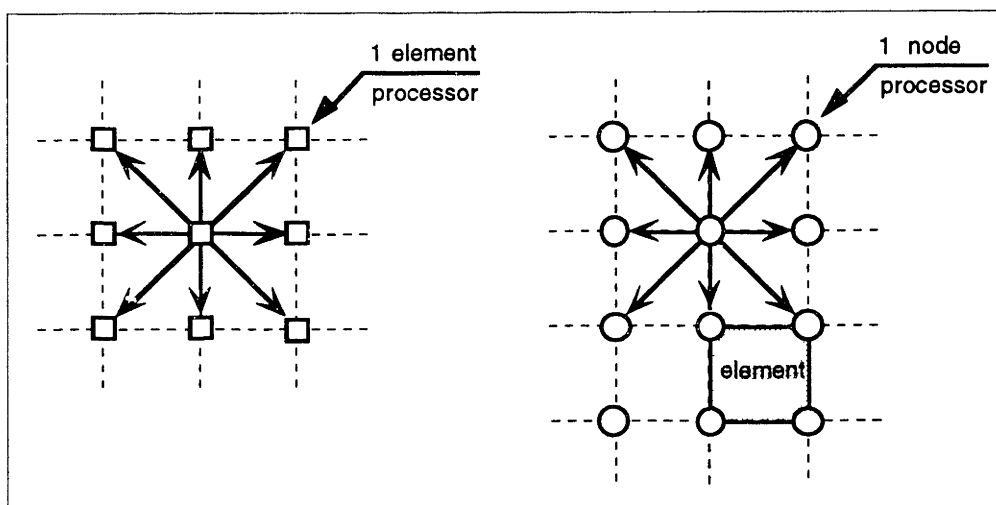 1 element
processor
1 node
processor
element